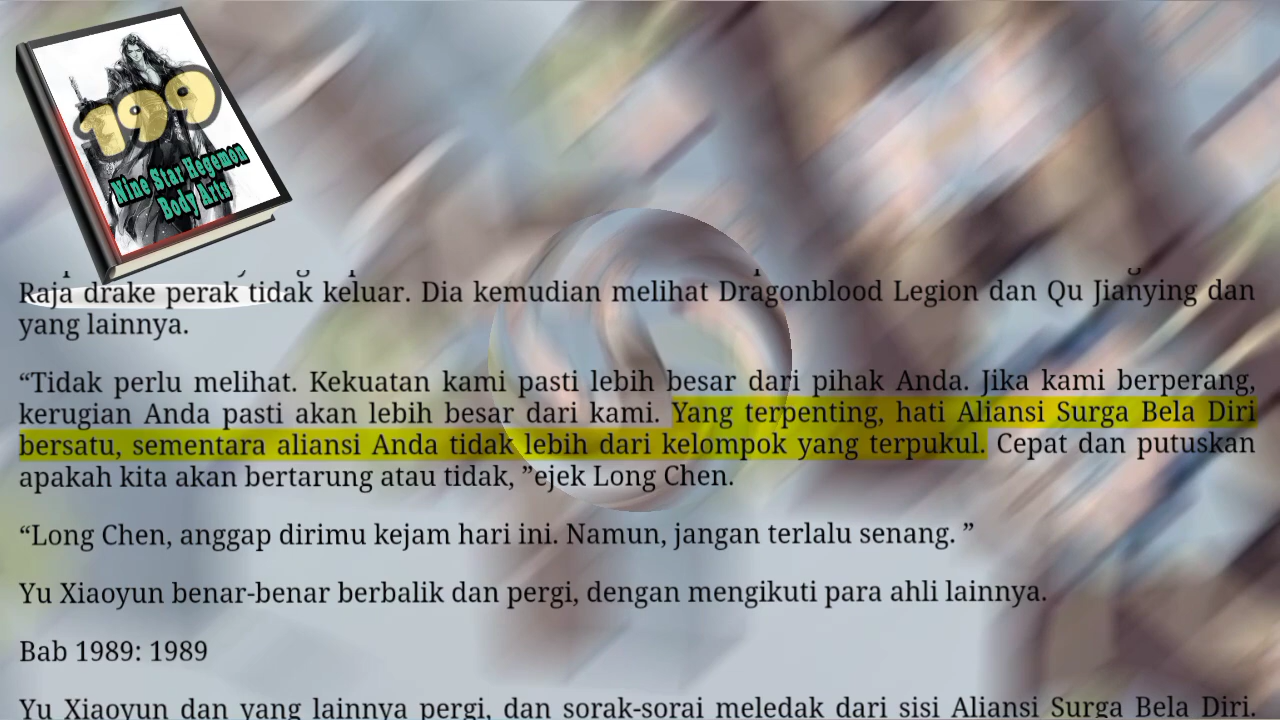 199
Nine Star Hegemon
Body Arts
Raja drake perak tidak keluar. Dia kemudian melihat Dragonblood Legion dan Qu Jianying dan
yang lainnya.
“Tidak perlu melihat. Kekuatan kami pasti lebih besar dari pihak Anda. Jika kami berperang,
kerugian Anda pasti akan lebih besar dari kami. Yang terpenting, hati Aliansi Surga Bela Diri
bersatu, sementara aliansi Anda tidak lebih dari kelompok yang terpukul. Cepat dan putuskan
apakah kita akan bertarung atau tidak, ”ejek Long Chen.
“Long Chen, anggap dirimu kejam hari ini. Namun, jangan terlalu senang. ”
Yu Xiaoyun benar-benar berbalik dan pergi, dengan mengikuti para ahli lainnya.
Bab 1989: 1989
Yu Xiaoyun dan yang lainnya pergi, dan sorak-sorai meledak dari sisi Aliansi Surga Bela Diri.